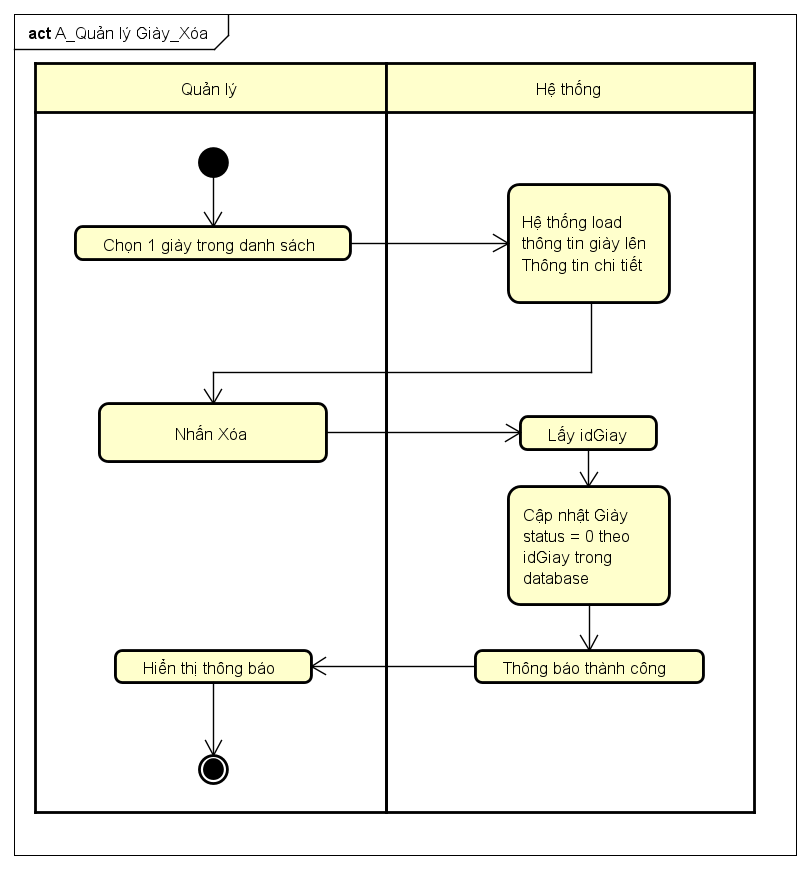 act A_Quản lý Giày_Xóa
Quản lý
Hệ thống
Chọn 1 giày trong danh sách
Hệ thống load
thông tin giày lên
Thông tin chi tiết
Nhấn Xóa
Lấy idGiay
Cập nhật Giày
status = 0 theo
idGiay trong
database
Hiển thị thông báo
Thông báo thành công